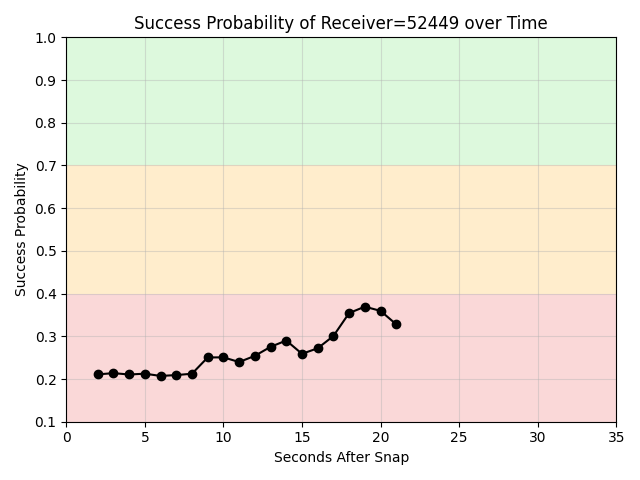 Success Probability of Receiver=52449 over Time
1.0
0.9
0.8
0.7
0.6
0.5
0.4
0.3
0.2
0.1
Success Probability
0 5 10 15 20 25 30 35
Seconds After Snap